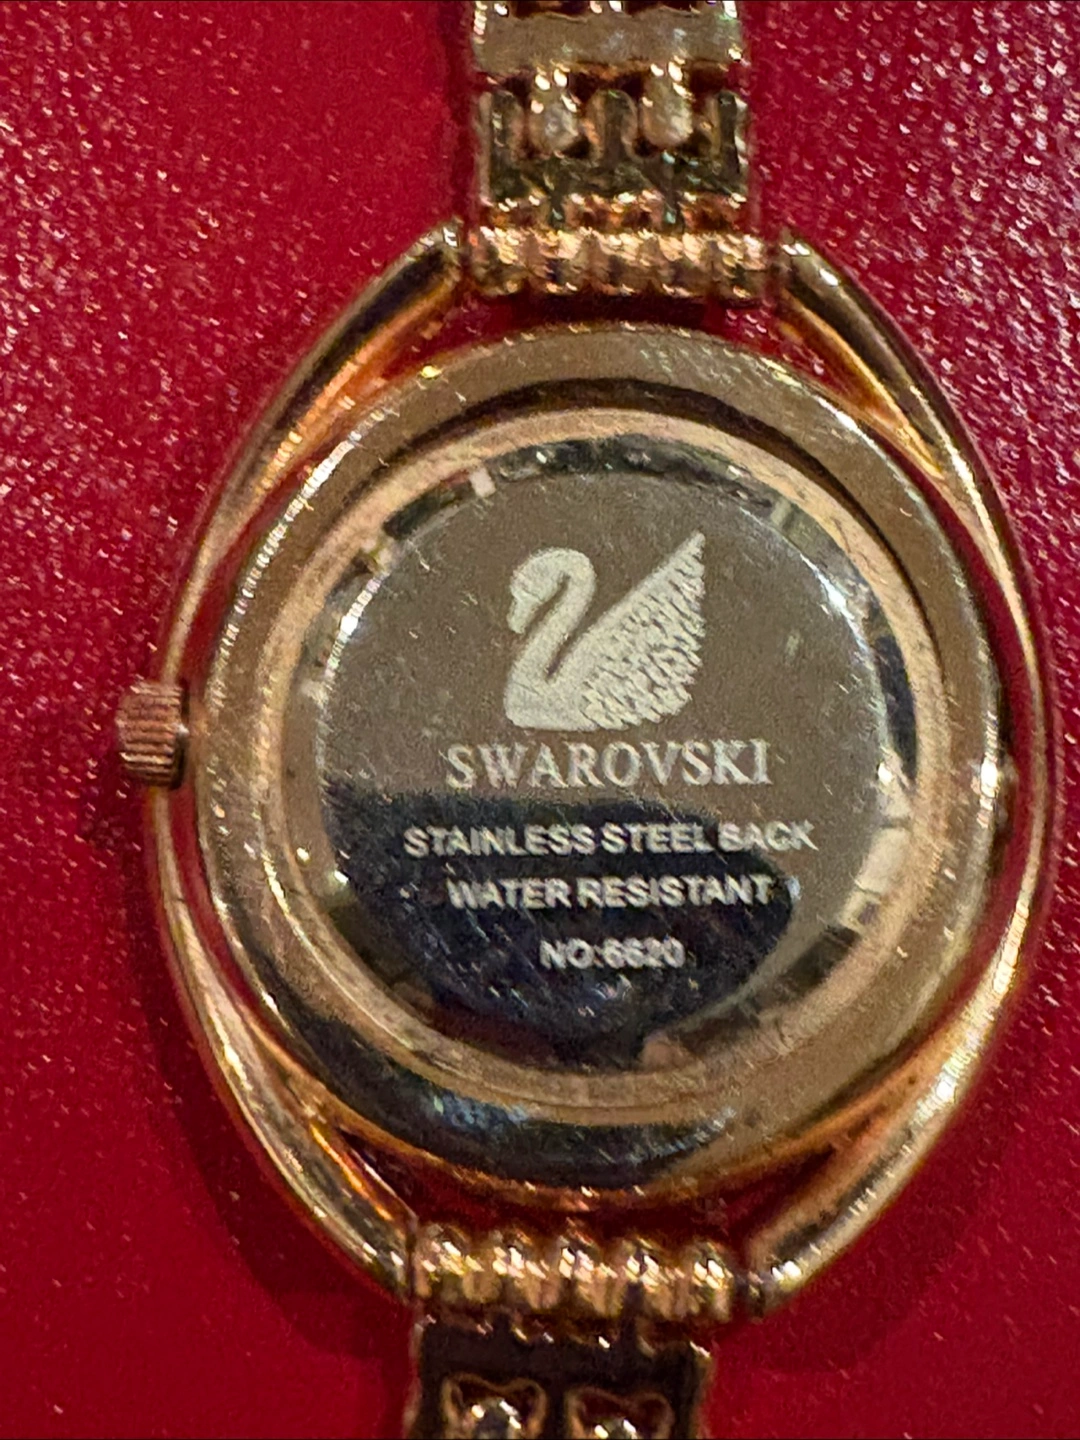 SWAROVSKI
STAINLESS STEEL BACK
WATER RESISTANT
NO:6620